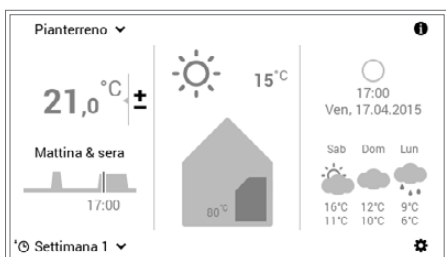 Pianterreno
21,0 °C ±
Mattina & sera
17:00
Settimana 1
15°C
80°C
17:00
Ven, 17.04.2015
Sab Dom Lun
16°C 12°C 9°C
11°C 10°C 6°C